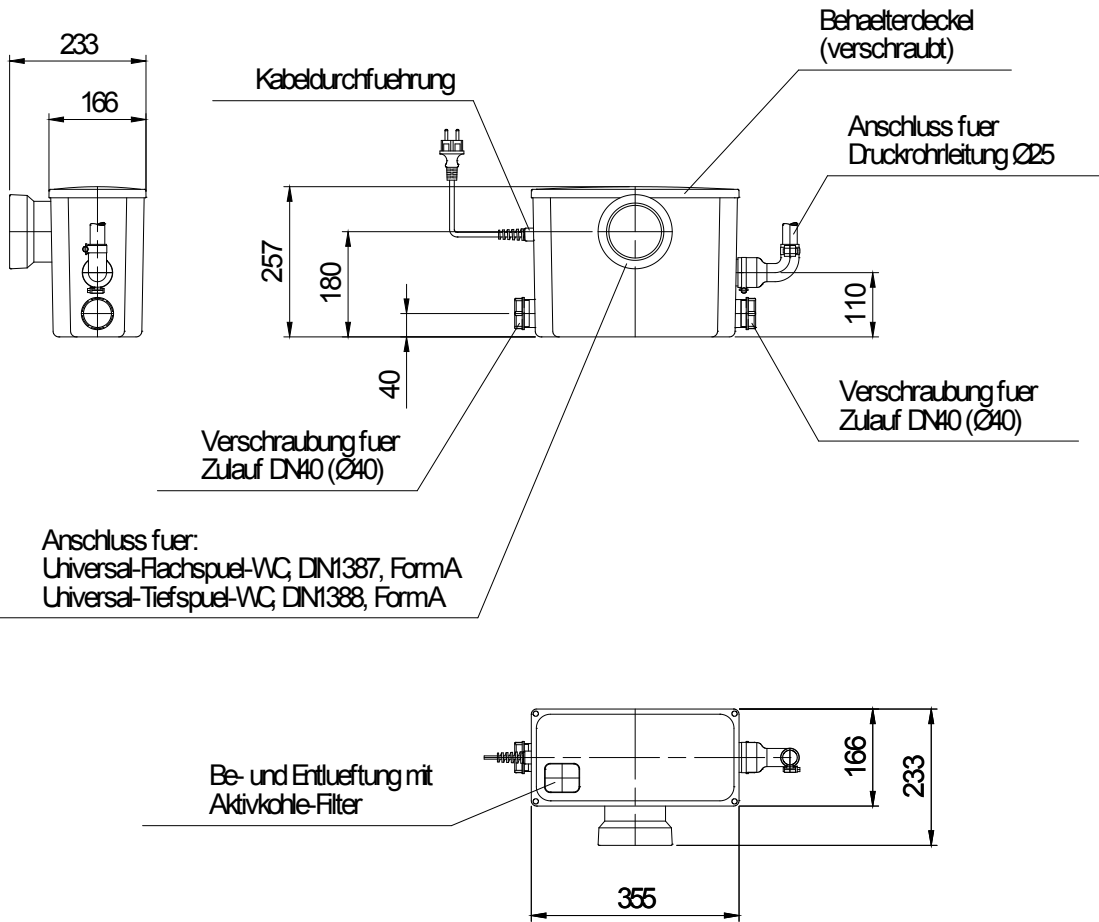 233
166
Kabeldurchfuehrung
Behaelterdeckel
(verschraubt)
Anschluss fuer
Druckrohrleitung Ø25
257
180
40
110
Verschraubung fuer
Zulauf DN40 (Ø40)
Verschraubung fuer
Zulauf DN40 (Ø40)
Anschluss fuer:
Universal-Flachspuel-WC, DIN1387, Form A
Universal-Tiefspuel-WC, DIN1388, Form A
Be- und Entlueftung mit
Aktivkohle-Filter
166
233
355